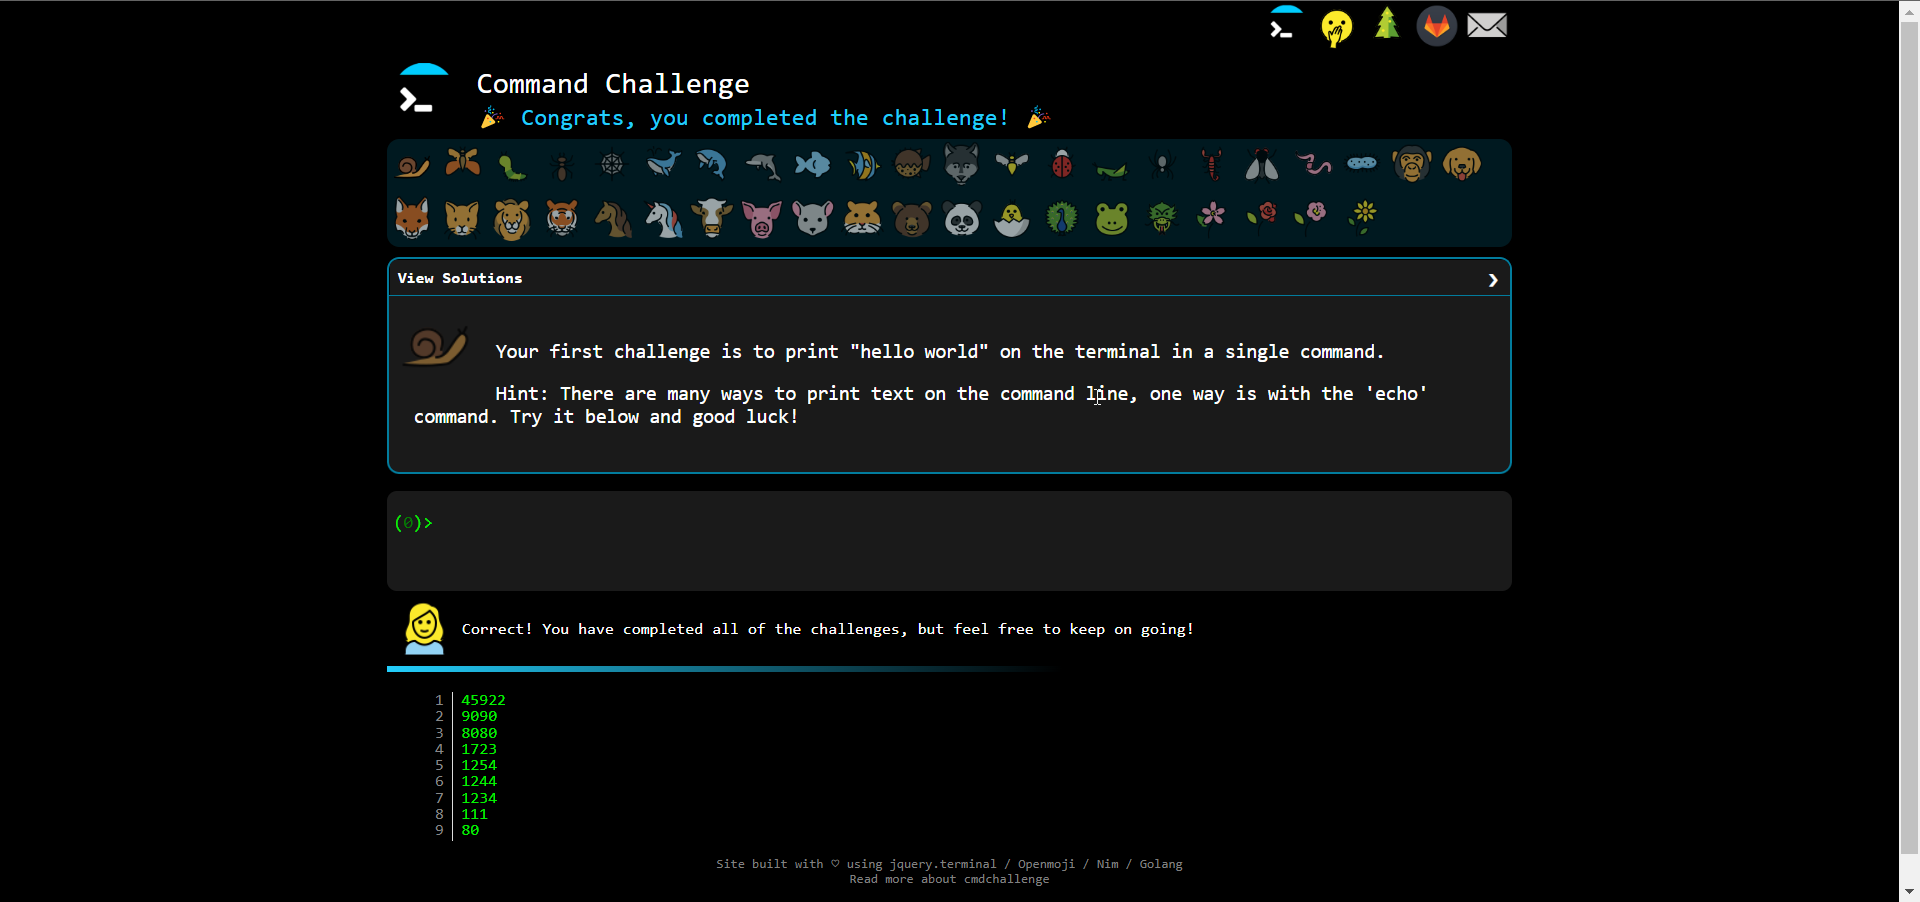 Command Challenge
🎉 Congrats, you completed the challenge! 🎉
View Solutions ❯
Your first challenge is to print "hello world" on the terminal in a single command.
Hint: There are many ways to print text on the command line, one way is with the 'echo'
command. Try it below and good luck!
(0)>
Correct! You have completed all of the challenges, but feel free to keep on going!
1 45922
2 9090
3 8080
4 1723
5 1254
6 1244
7 1234
8 111
9 80
Site built with ♡ using jquery.terminal / Openmoji / Nim / Golang
Read more about cmdchallenge